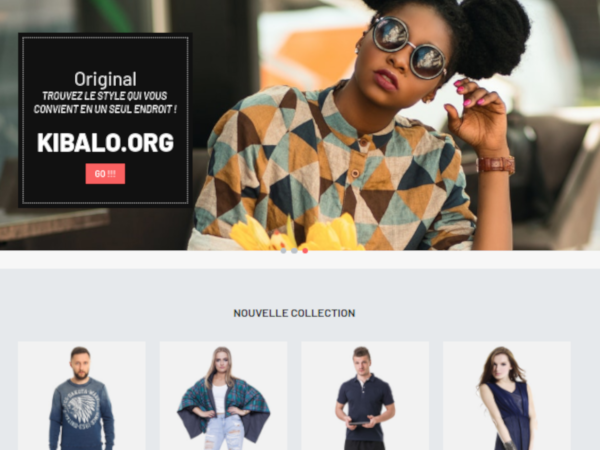 Original
TROUVEZ LE STYLE QUI VOUS
CONVIENT EN UN SEUL ENDROIT !
KIBALO.ORG
GO !!!
NOUVELLE COLLECTION